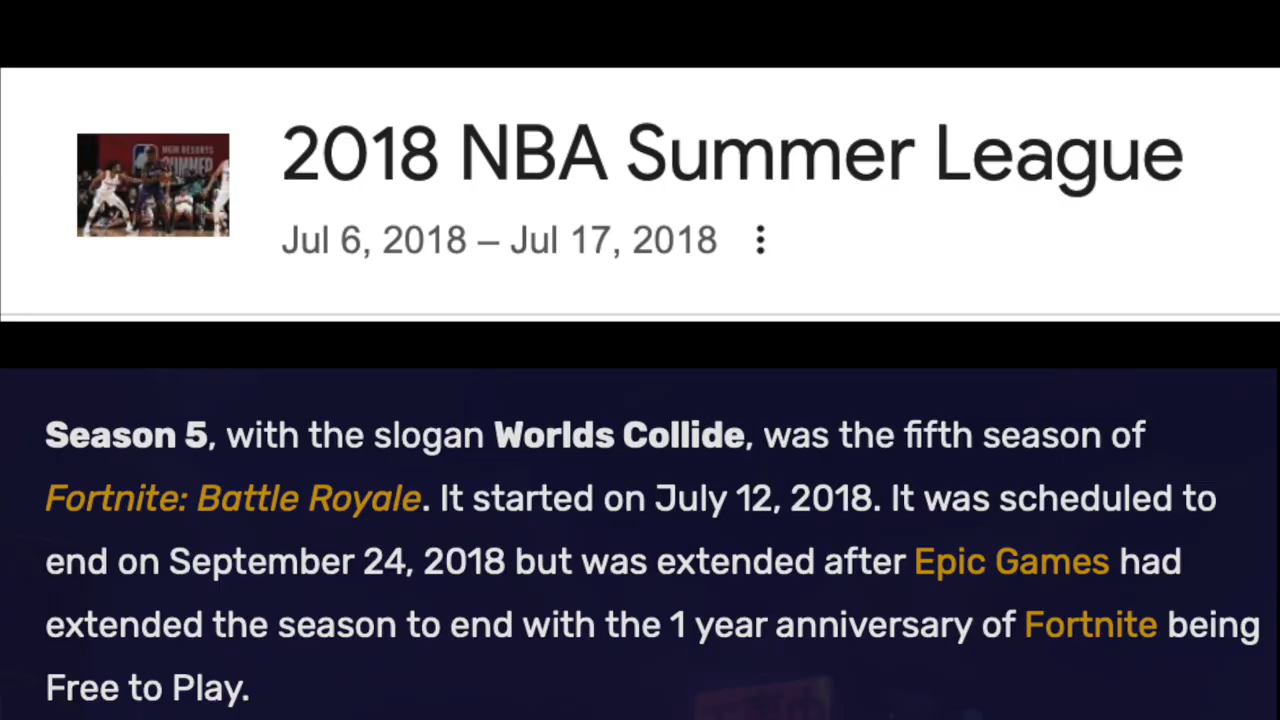 MGM RESORTS
SUMMER
2018 NBA Summer League
Jul 6, 2018 – Jul 17, 2018
Season 5, with the slogan Worlds Collide, was the fifth season of
Fortnite: Battle Royale. It started on July 12, 2018. It was scheduled to
end on September 24, 2018 but was extended after Epic Games had
extended the season to end with the 1 year anniversary of Fortnite being
Free to Play.